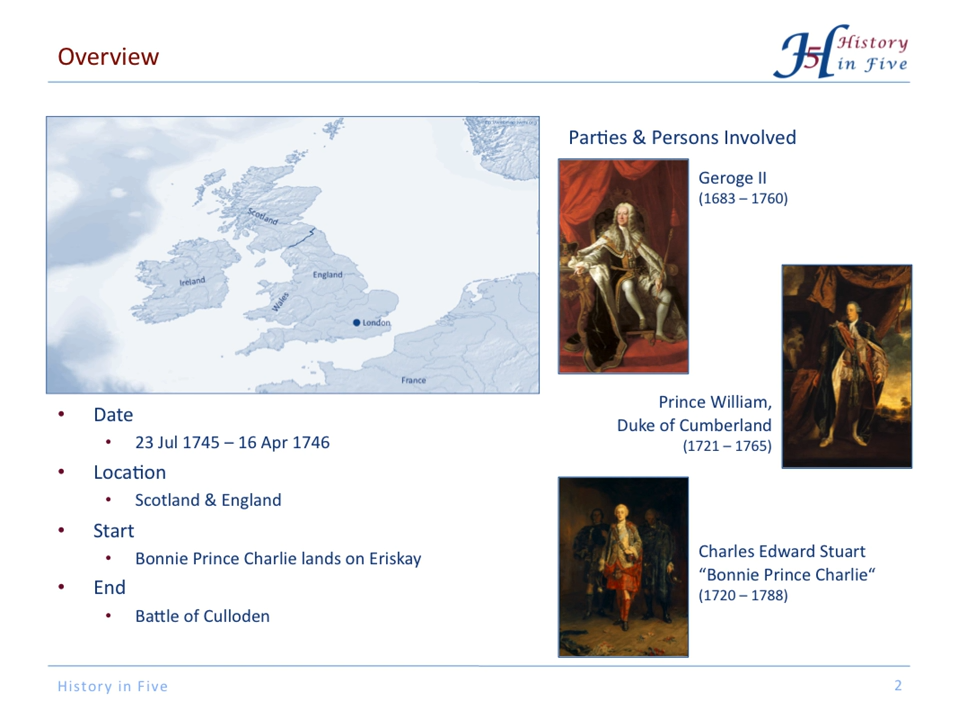 Overview
H5 History
in Five
Scotland
Ireland
England
Wales
London
France
Parties & Persons Involved
Geroge II
(1683 – 1760)
Prince William,
Duke of Cumberland
(1721 – 1765)
Charles Edward Stuart
“Bonnie Prince Charlie“
(1720 – 1788)
• Date
• 23 Jul 1745 – 16 Apr 1746
• Location
• Scotland & England
• Start
• Bonnie Prince Charlie lands on Eriskay
• End
• Battle of Culloden
History in Five
2